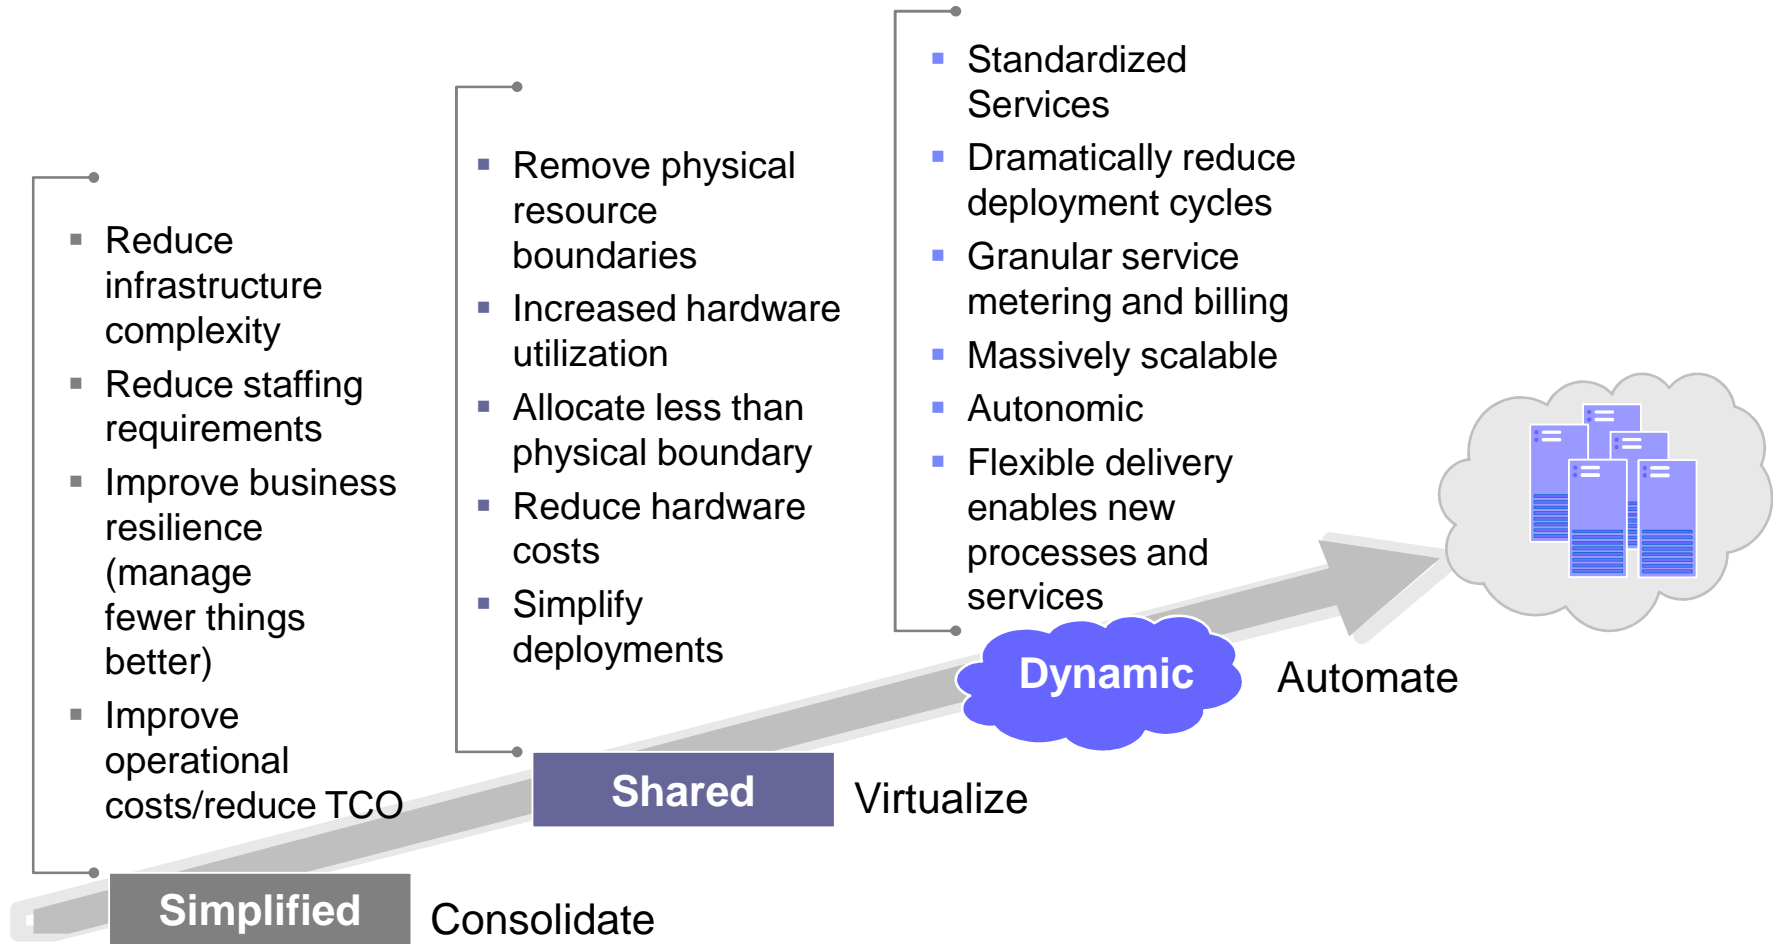 Reduce
infrastructure
complexity
Reduce staffing
requirements
Improve business
resilience
(manage
fewer things
better)
Improve
operational
costs/reduce TCO
Simplified
Consolidate
Remove physical
resource
boundaries
Increased hardware
utilization
Allocate less than
physical boundary
Reduce hardware
costs
Simplify
deployments
Shared
Virtualize
Standardized
Services
Dramatically reduce
deployment cycles
Granular service
metering and billing
Massively scalable
Autonomic
Flexible delivery
enables new
processes and
services
Dynamic
Automate